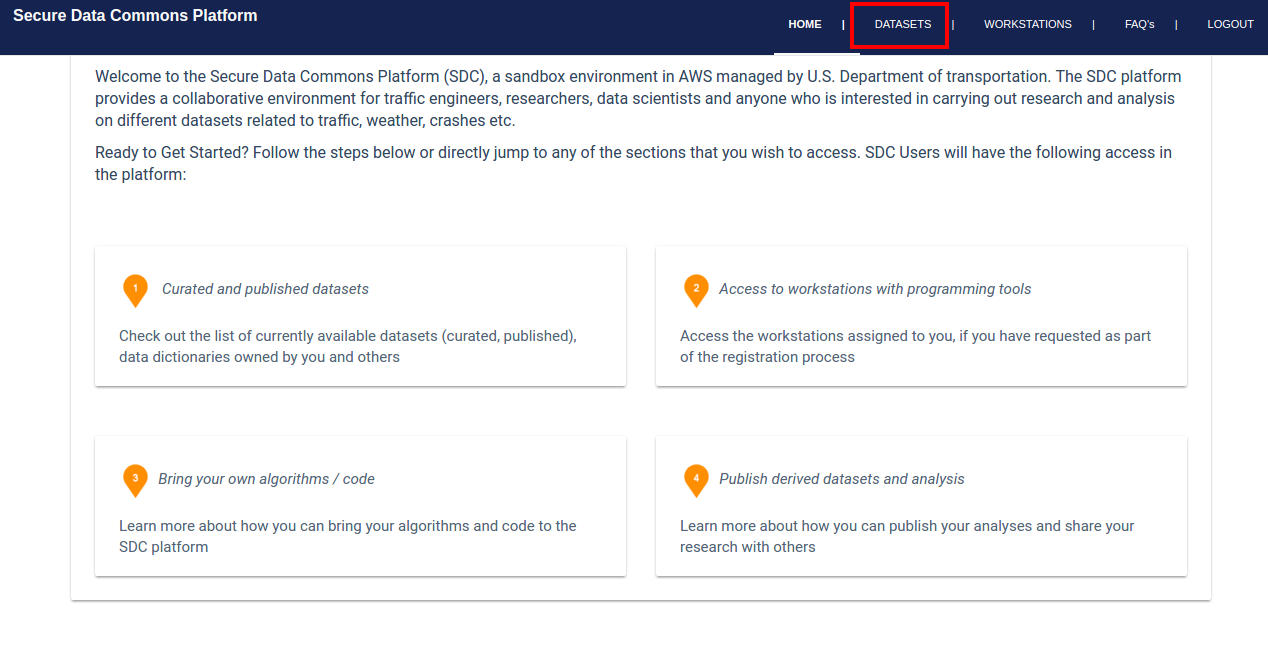 Secure Data Commons Platform
HOME | DATASETS | WORKSTATIONS | FAQ's | LOGOUT
Welcome to the Secure Data Commons Platform (SDC), a sandbox environment in AWS managed by U.S. Department of transportation. The SDC platform
provides a collaborative environment for traffic engineers, researchers, data scientists and anyone who is interested in carrying out research and analysis
on different datasets related to traffic, weather, crashes etc.
Ready to Get Started? Follow the steps below or directly jump to any of the sections that you wish to access. SDC Users will have the following access in
the platform:
1 Curated and published datasets
Check out the list of currently available datasets (curated, published),
data dictionaries owned by you and others
2 Access to workstations with programming tools
Access the workstations assigned to you, if you have requested as part
of the registration process
3 Bring your own algorithms / code
Learn more about how you can bring your algorithms and code to the
SDC platform
4 Publish derived datasets and analysis
Learn more about how you can publish your analyses and share your
research with others